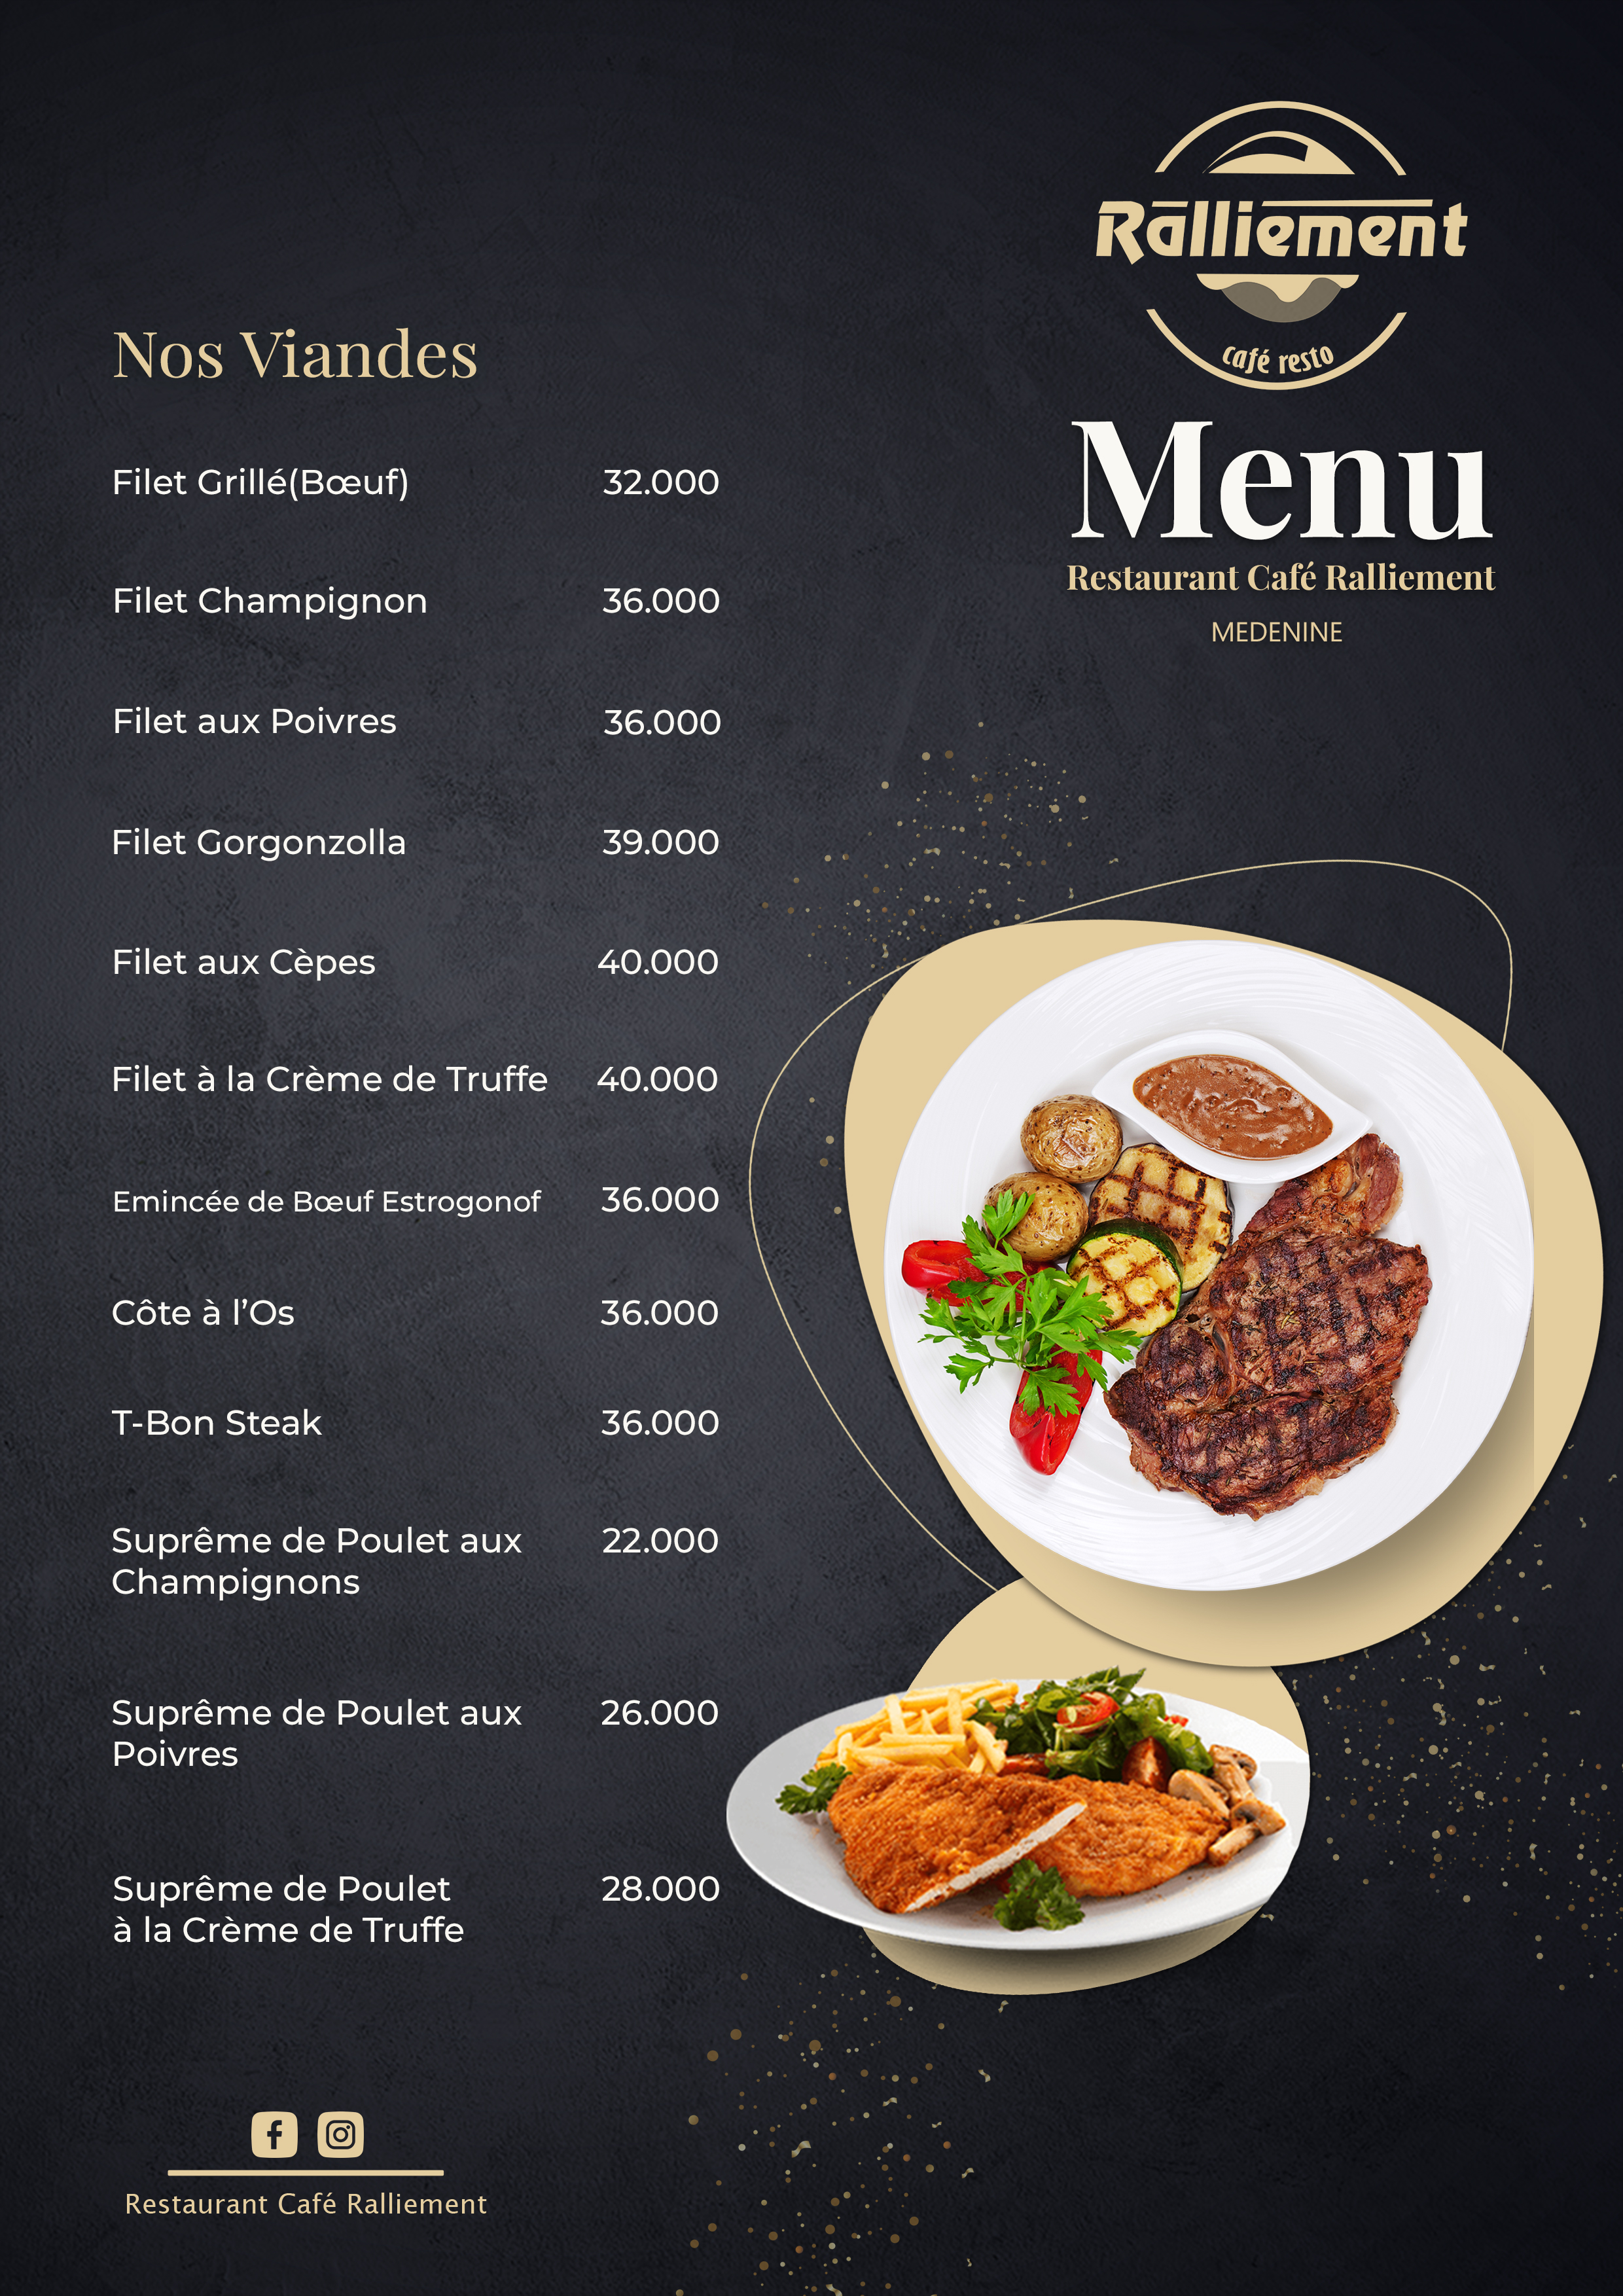 Ralliement
café resto
Menu
Restaurant Café Ralliement
MEDENINE
Nos Viandes
Filet Grillé(Bœuf) 32.000
Filet Champignon 36.000
Filet aux Poivres 36.000
Filet Gorgonzolla 39.000
Filet aux Cèpes 40.000
Filet à la Crème de Truffe 40.000
Emincée de Bœuf Estrogonof 36.000
Côte à l’Os 36.000
T-Bon Steak 36.000
Suprême de Poulet aux 22.000
Champignons
Suprême de Poulet aux 26.000
Poivres
Suprême de Poulet 28.000
à la Crème de Truffe
Restaurant Café Ralliement